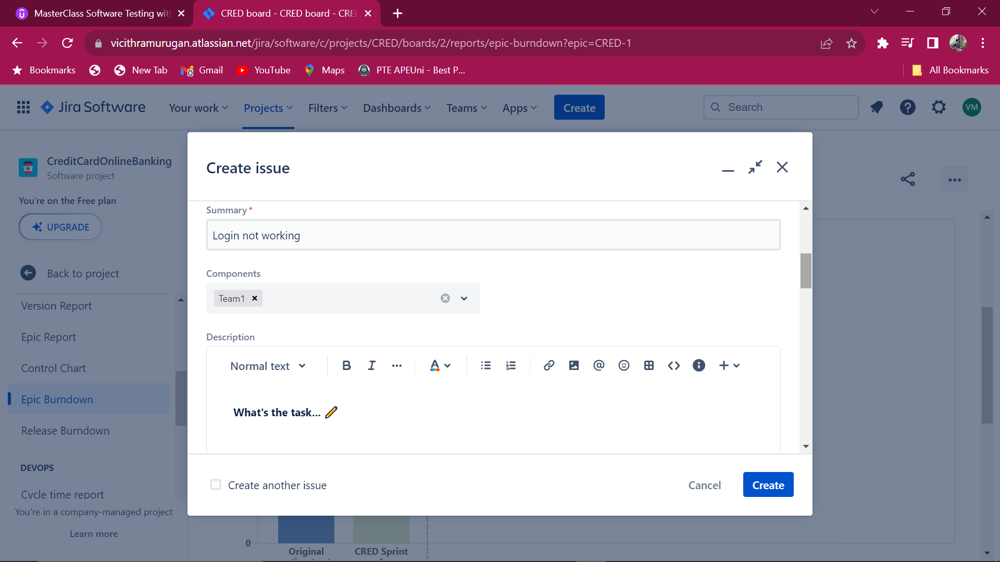 MasterClass Software Testing wit
CRED board - CRED board - CRE
vicithramurugan.atlassian.net/jira/software/c/projects/CRED/boards/2/reports/epic-burndown?epic=CRED-1
Bookmarks
New Tab
0
Gmail
YouTube
Maps
PTE APEUni - Best P...
All Bookmarks
Jira Software
Your work
Projects
Filters
Dashboards
Teams
Apps
Create
Search
VM
CreditCardOnlineBanking
Software project
You're on the Free plan
UPGRADE
Back to project
Version Report
Epic Report
Control Chart
Epic Burndown
Release Burndown
DEVOPS
Cycle time report
You're in a company-managed project
Learn more
Create issue
Summary*
Login not working
Components
Team1
Description
Normal text
B I ... A
What's the task...
Create another issue
Cancel
Create
0
Original
CRED Sprint